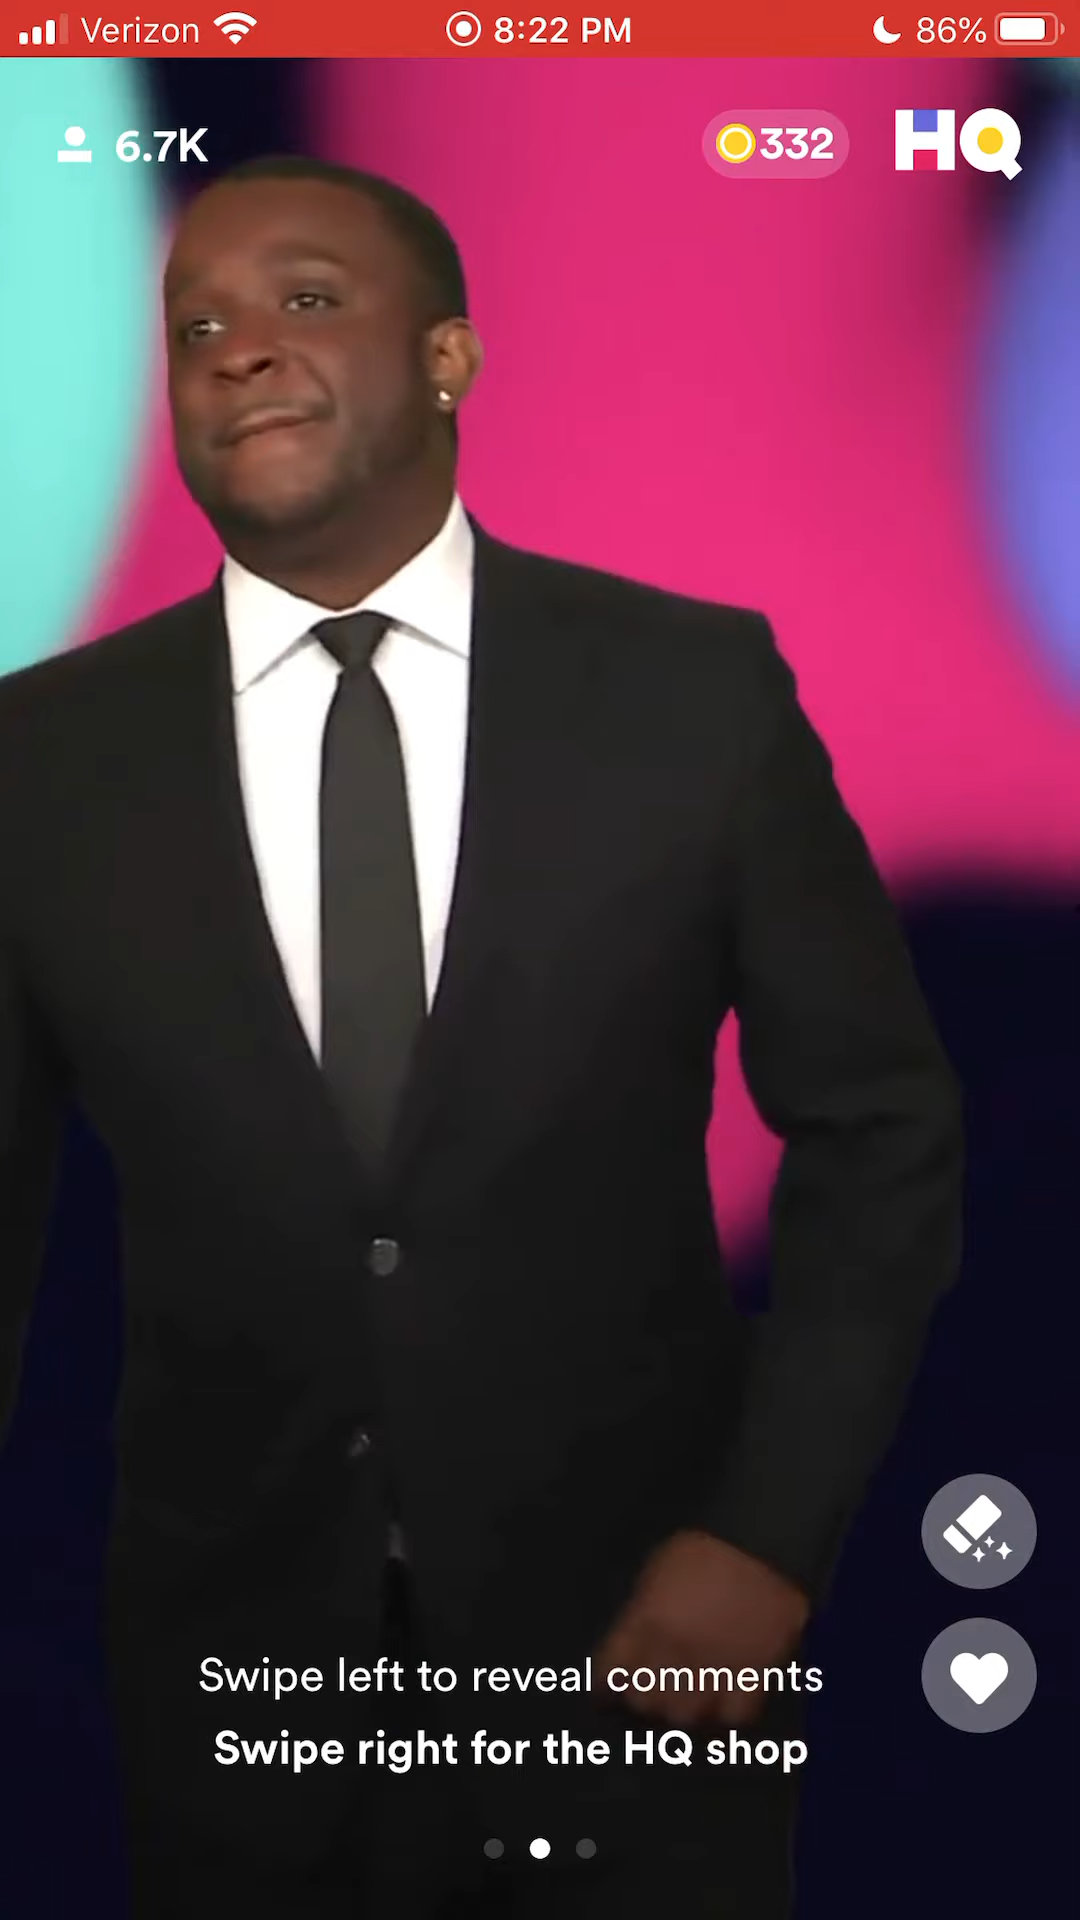 Verizon 8:22 PM 86%
6.7K 332 HQ
Swipe left to reveal comments
Swipe right for the HQ shop